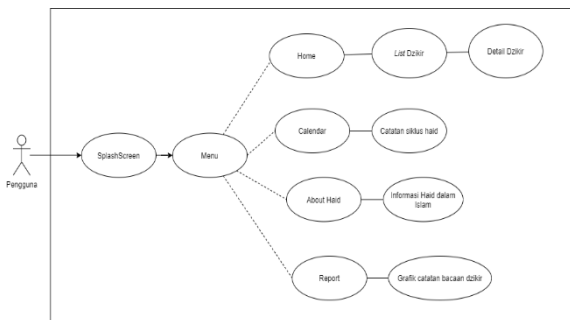 Home
List Dzikir
Detail Dzikir
Calendar
Catatan siklus haid
Pengguna
SplashScreen
Menu
About Haid
Informasi Haid dalam
Islam
Report
Grafik catatan bacaan dzikir